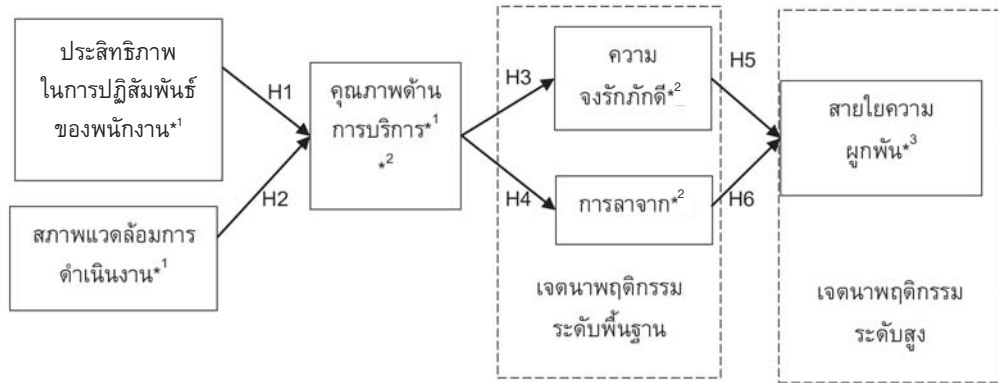 ประสิทธิภาพ
ในการปฏิสัมพันธ์
ของพนักงาน*1
H1
สภาพแวดล้อมการ
ดำเนินงาน*1
H2
คุณภาพด้าน
การบริการ*1
*2
H3
H4
ความ
จงรักภักดี*2
การลาจาก*2
เจตนาพฤติกรรม
ระดับพื้นฐาน
H5
H6
สายใยความ
ผูกพัน*3
เจตนาพฤติกรรม
ระดับสูง